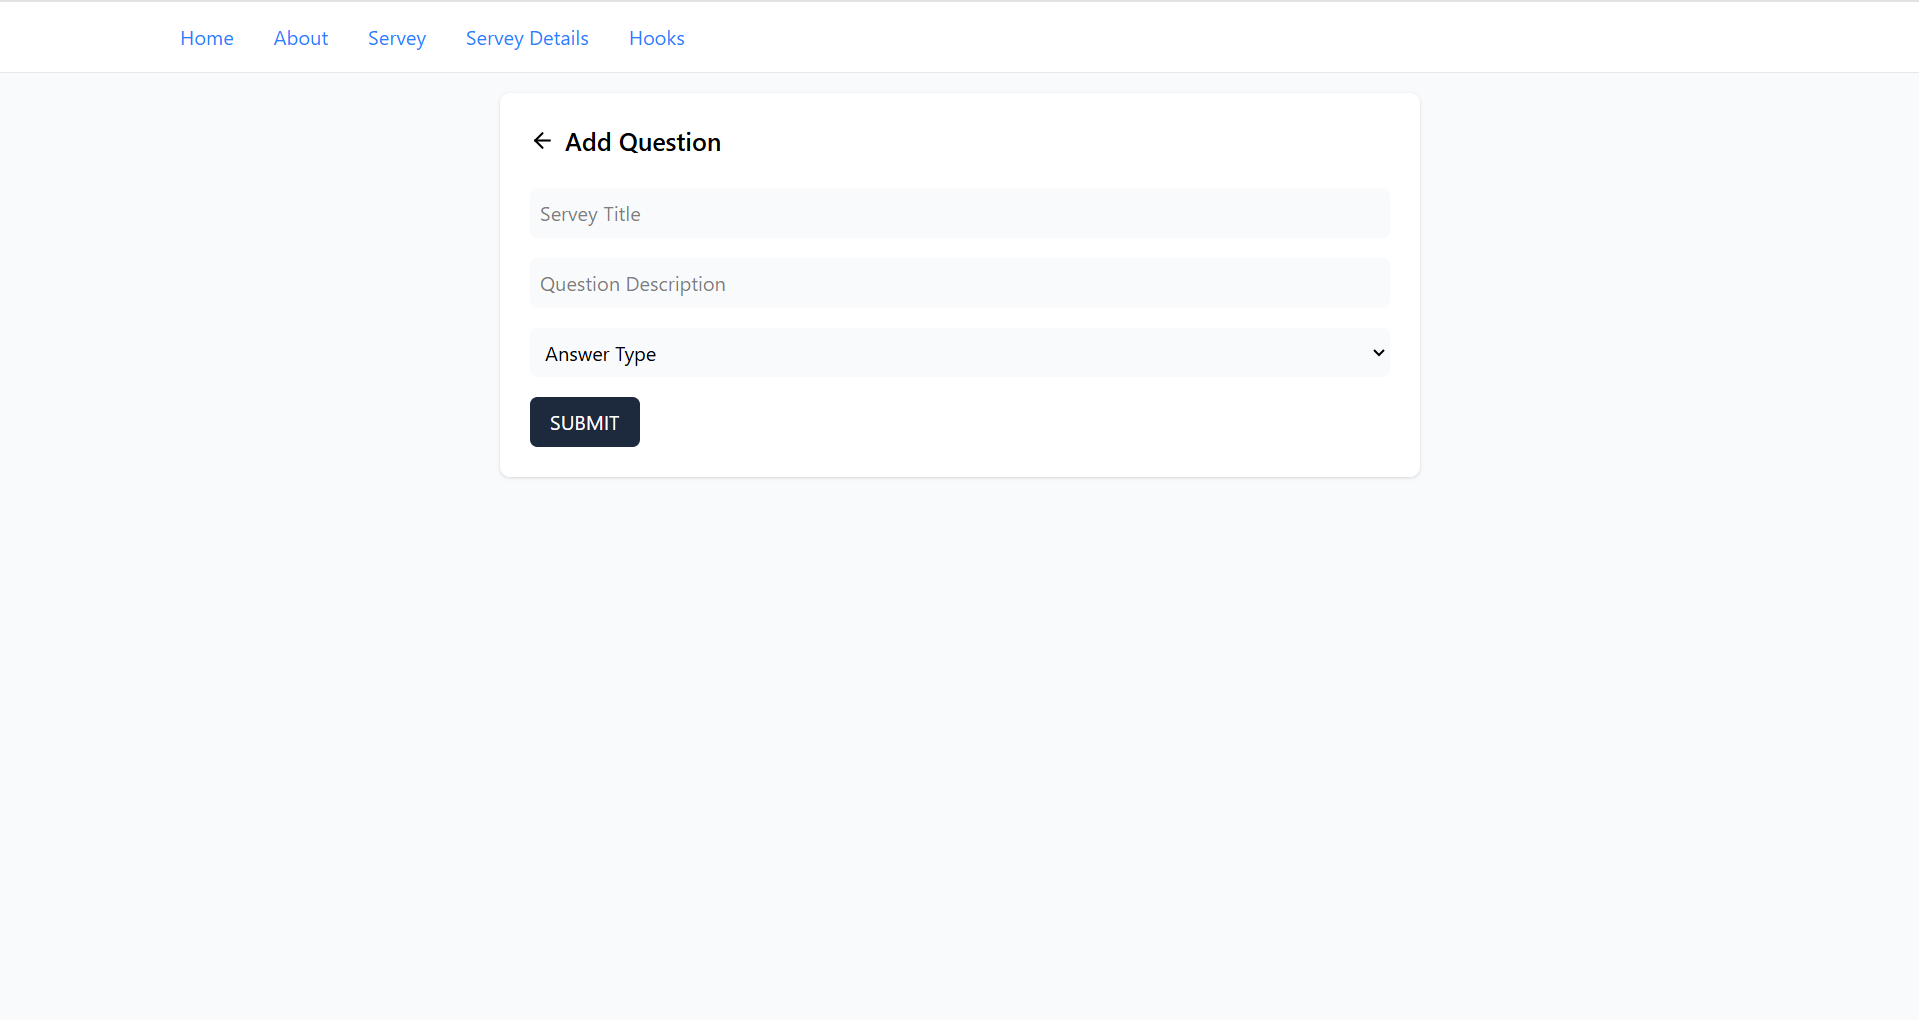 Home About Servey Servey Details Hooks
Add Question
Servey Title
Question Description
Answer Type
SUBMIT